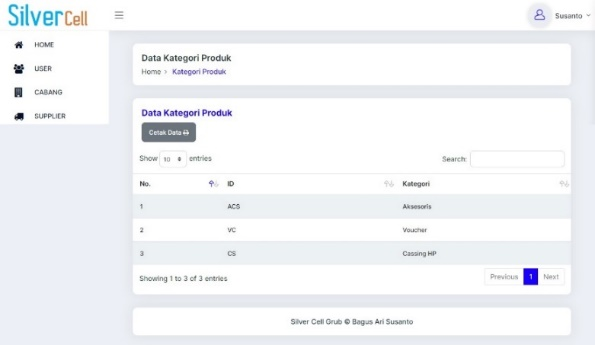 SilverCell
Susanto
HOME
USER
CABANG
SUPPLIER
Data Kategori Produk
Home > Kategori Produk
Data Kategori Produk
Cetak Data
Show 10 entries
Search:
No. ID Kategori
1 ACS Aksesoris
2 VC Voucher
3 CS Cassing HP
Showing 1 to 3 of 3 entries
Previous 1 Next
Silver Cell Grub © Bagus Ari Susanto